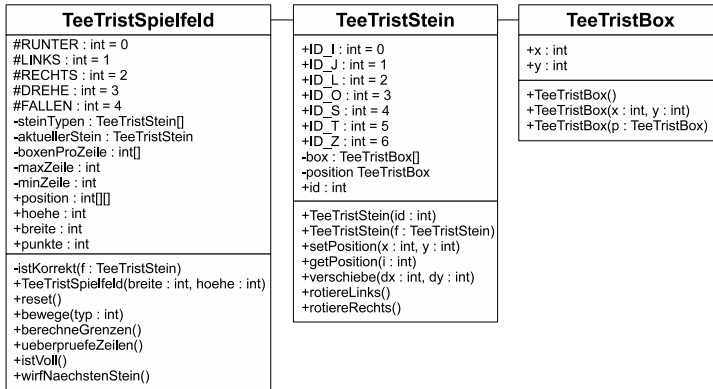 TeeTristSpielfeld
#RUNTER : int = 0
#LINKS : int = 1
#RECHTS : int = 2
#DREHE : int = 3
#FALLEN : int = 4
-steinTypen : TeeTristStein[]
-aktuellerStein : TeeTristStein
-boxenProZeile : int[]
-maxZeile : int
-minZeile : int
+position : int[][]
+hoehe : int
+breite : int
+punkte : int
-istKorrekt(f : TeeTristStein)
+TeeTristSpielfeld(breite : int, hoehe : int)
+reset()
+bewege(typ : int)
+berechneGrenzen()
+ueberpruefeZeilen()
+istVoll()
+wirfNaechstenStein()
TeeTristStein
+ID_I : int = 0
+ID_J : int = 1
+ID_L : int = 2
+ID_O : int = 3
+ID_S : int = 4
+ID_T : int = 5
+ID_Z : int = 6
-box : TeeTristBox[]
-position TeeTristBox
+id : int
+TeeTristStein(id : int)
+TeeTristStein(f : TeeTristStein)
+setPosition(x : int, y : int)
+getPosition(i : int)
+verschiebe(dx : int, dy : int)
+rotiereLinks()
+rotiereRechts()
TeeTristBox
+x : int
+y : int
+TeeTristBox()
+TeeTristBox(x : int, y : int)
+TeeTristBox(p : TeeTristBox)